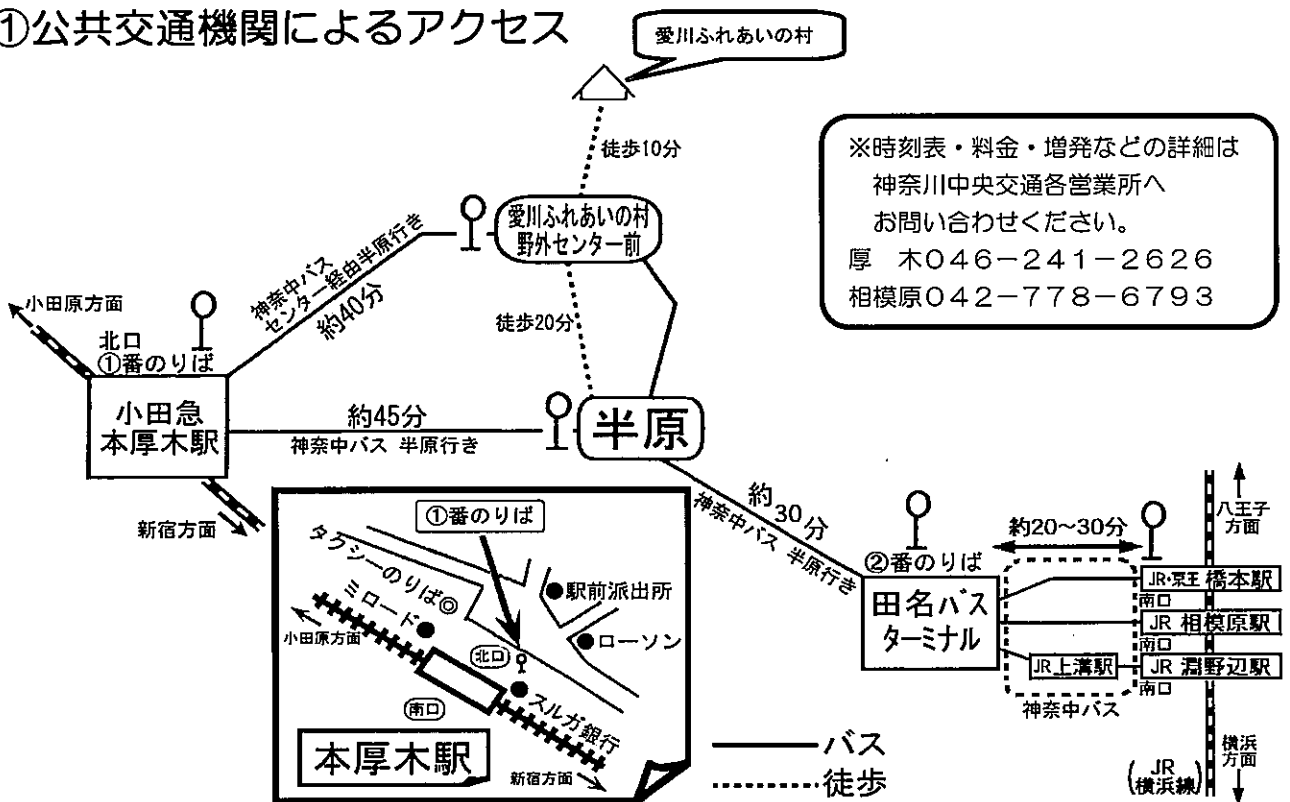 ①公共交通機関によるアクセス
愛川ふれあいの村
徒歩10分
※時刻表・料金・増発などの詳細は
神奈川中央交通各営業所へ
お問い合わせください。
厚　木046－241－2626
相模原042－778－6793
愛川ふれあいの村
野外センター前
神奈中バス
センター経由半原行き
約40分
徒歩20分
小田原方面
北口
①番のりば
小田急
本厚木駅
新宿方面
約45分
神奈中バス 半原行き
半原
約30分
神奈中バス 半原行き
②番のりば
田名バス
ターミナル
約20～30分
八王子
方面
JR・京王 橋本駅
南口
JR 相模原駅
南口
JR上溝駅
JR 淵野辺駅
南口
神奈中バス
横浜
方面
(JR
横浜線)
①番のりば
タクシーのりば◎
駅前派出所
ミロード
小田原方面
ローソン
北口
南口
スルガ銀行
本厚木駅
新宿方面
バス
徒歩